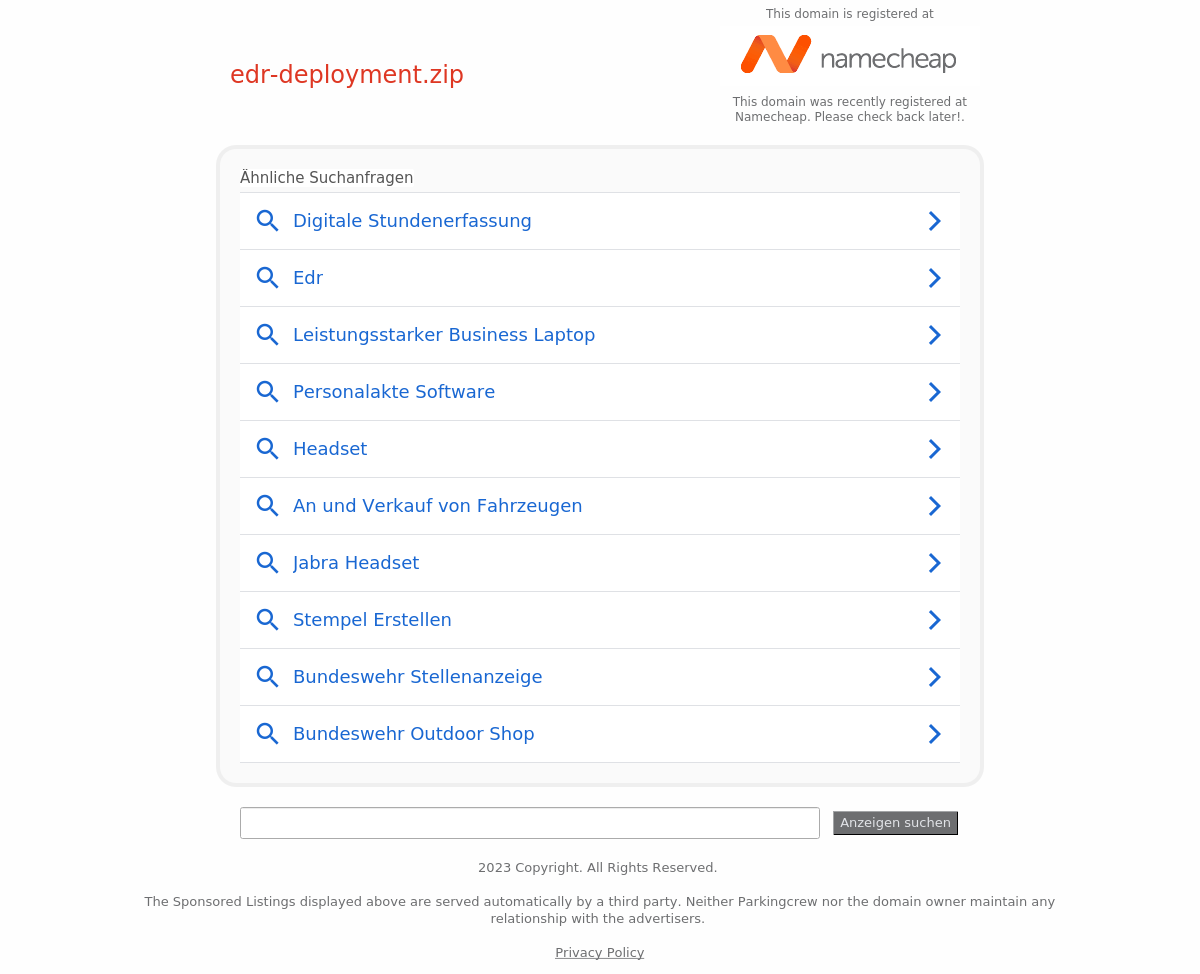 This domain is registered at
namecheap
edr-deployment.zip
This domain was recently registered at
Namecheap. Please check back later!.
Ähnliche Suchanfragen
Digitale Stundenerfassung
Edr
Leistungsstarker Business Laptop
Personalakte Software
Headset
An und Verkauf von Fahrzeugen
Jabra Headset
Stempel Erstellen
Bundeswehr Stellenanzeige
Bundeswehr Outdoor Shop
Anzeigen suchen
2023 Copyright. All Rights Reserved.
The Sponsored Listings displayed above are served automatically by a third party. Neither Parkingcrew nor the domain owner maintain any
relationship with the advertisers.
Privacy Policy